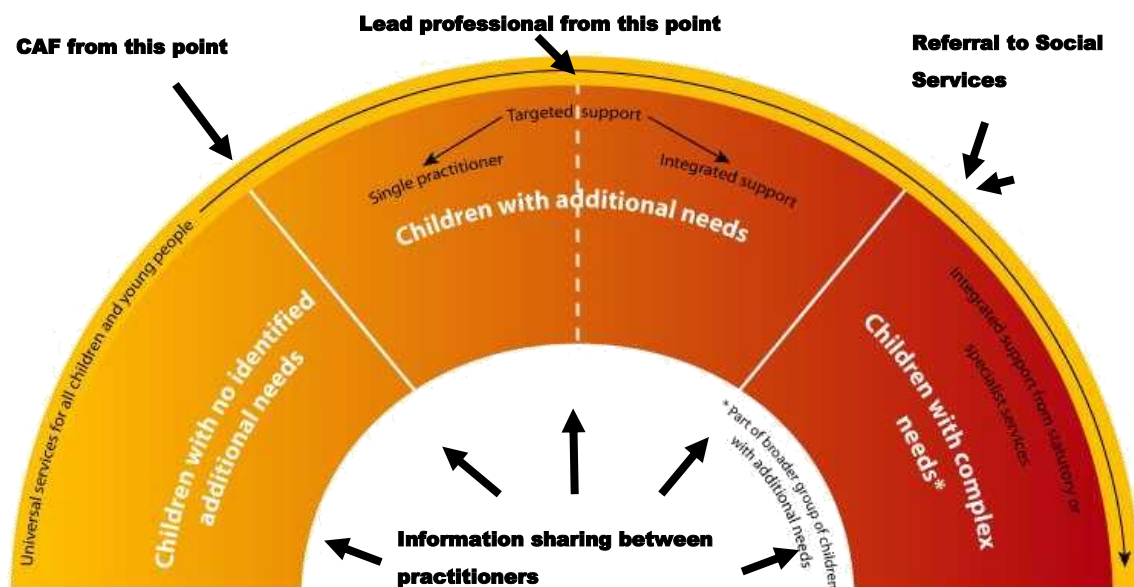 Lead professional from this point
CAF from this point
Referral to Social
Services
Targeted support
Single practitioner
Integrated support
Children with additional needs
Universal services for all children and young people
Children with no identified
additional needs
Integrated support from statutory or
specialist services
Children with complex
needs*
* Part of broader group of children
with additional needs
Information sharing between
practitioners